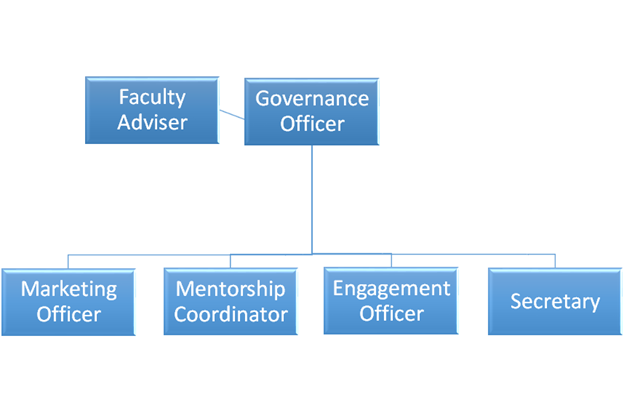 Faculty
Adviser
Governance
Officer
Marketing
Officer
Mentorship
Coordinator
Engagement
Officer
Secretary